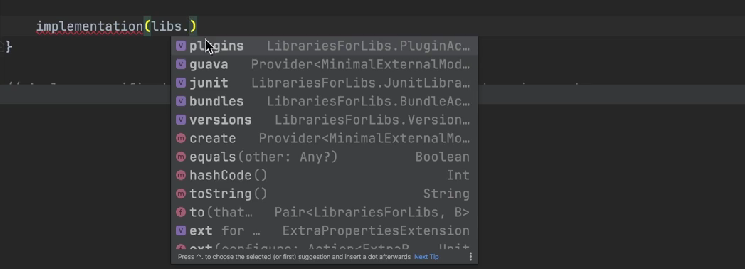 implementation(libs.)
}
plugins LibrariesForLibs.PluginAc…
guava Provider<MinimalExternalMod…
junit LibrariesForLibs.JunitLibra…
bundles LibrariesForLibs.BundleAc…
versions LibrariesForLibs.Version…
create Provider<MinimalExternalMo…
equals(other: Any?) Boolean
hashCode() Int
toString() String
to(that… Pair<LibrariesForLibs, B>
ext for … ExtraPropertiesExtension
ext(configure: Action<ExtraP… Unit
Press ^. to choose the selected (or first) suggestion and insert a dot afterwards Next Tip